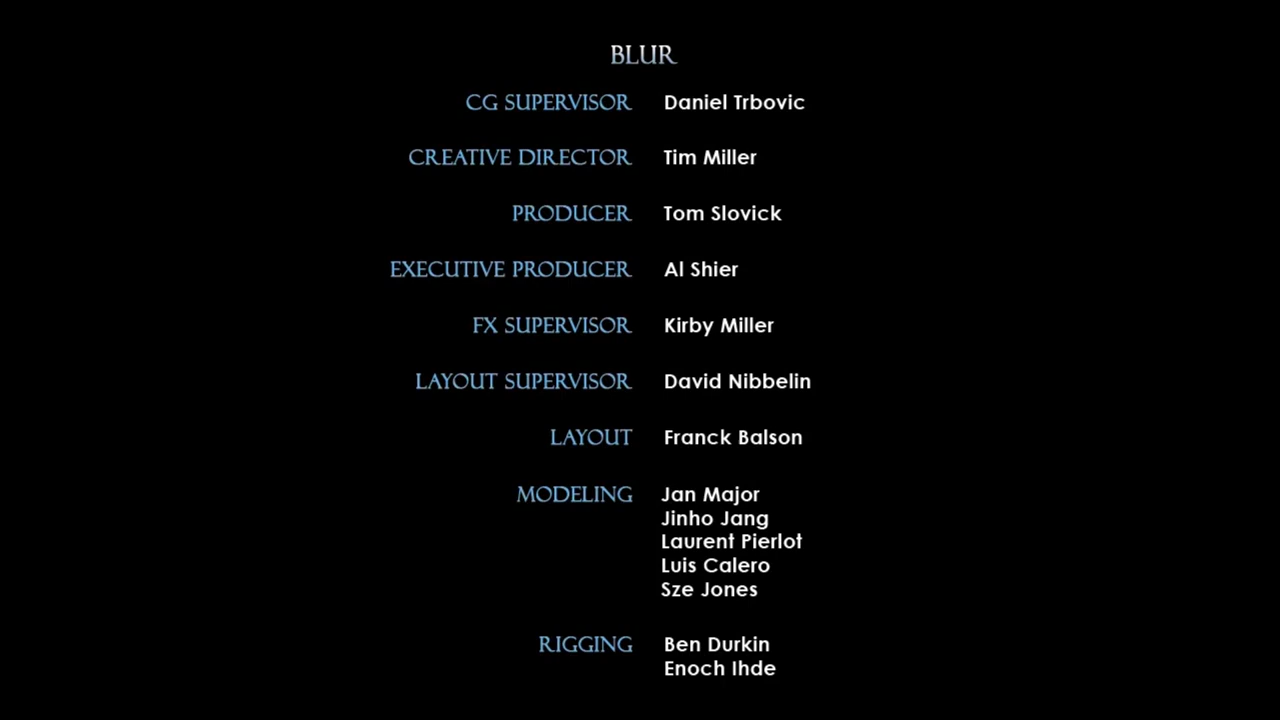 BLUR
CG SUPERVISOR Daniel Trbovic
CREATIVE DIRECTOR Tim Miller
PRODUCER Tom Slovick
EXECUTIVE PRODUCER Al Shier
FX SUPERVISOR Kirby Miller
LAYOUT SUPERVISOR David Nibbelin
LAYOUT Franck Balson
MODELING Jan Major
Jinho Jang
Laurent Pierlot
Luis Calero
Sze Jones
RIGGING Ben Durkin
Enoch Ihde